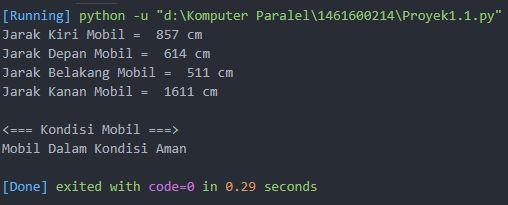 [Running] python -u "d:\Komputer Paralel\1461600214\Proyek1.1.py"
Jarak Kiri Mobil =  857 cm
Jarak Depan Mobil =  614 cm
Jarak Belakang Mobil =  511 cm
Jarak Kanan Mobil =  1611 cm
<=== Kondisi Mobil ===>
Mobil Dalam Kondisi Aman
[Done] exited with code=0 in 0.29 seconds